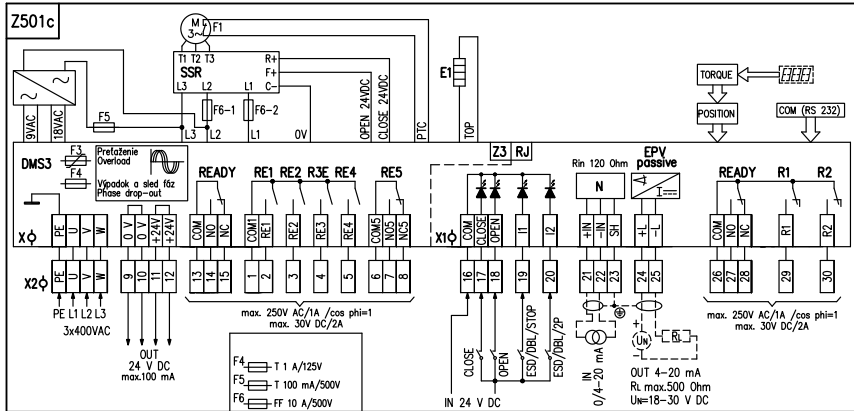 Z501c
M
3~
F1
T1 T2 T3
SSR
R+
F+
C-
L3 L2 L1
F6-1
F6-2
F5
L3 L2 L1 0V
9VAC
18VAC
OPEN 24VDC
CLOSE 24VDC
PTC
E1
TOP
TORQUE
POSITION
COM (RS 232)
DMS3
F3
F4
Preťaženie
Overload
Výpadok a sled fáz
Phase drop-out
READY
RE1 RE2 R3E RE4
RE5
Z3 RJ
Rin 120 Ohm
N
EPV
passive
READY
R1
R2
X
PE U V W
0 V 0 V +24V +24V
COM NO NC
COM1 RE1 RE2 RE3 RE4
COM5 NO5 NC5
X1
COM CLOSE OPEN I1 I2
+IN -IN SH
+L -L
COM NO NC R1 R2
X2
PE U V W
9 10 11 12
13 14 15
1 2 3 4 5
6 7 8
16 17 18 19 20
21 22 23
24 25
26 27 28 29 30
PE L1 L2 L3
3x400VAC
OUT
24 V DC
max.100 mA
max. 250V AC/1A /cos phi=1
max. 30V DC/2A
F4 T 1 A/125V
F5 T 100 mA/500V
F6 FF 10 A/500V
CLOSE
OPEN
ESD/DBL/STOP
ESD/DBL/2P
IN 24 V DC
IN
0/4-20 mA
+
UN
-
RL
OUT 4-20 mA
RL max.500 Ohm
UN=18-30 V DC
max. 250V AC/1A /cos phi=1
max. 30V DC/2A